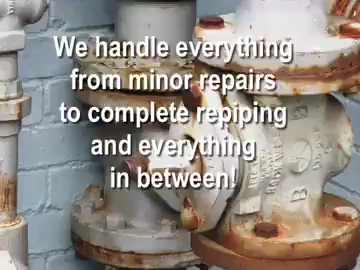 We handle everything
from minor repairs
to complete repiping
and everything
in between!
B
B